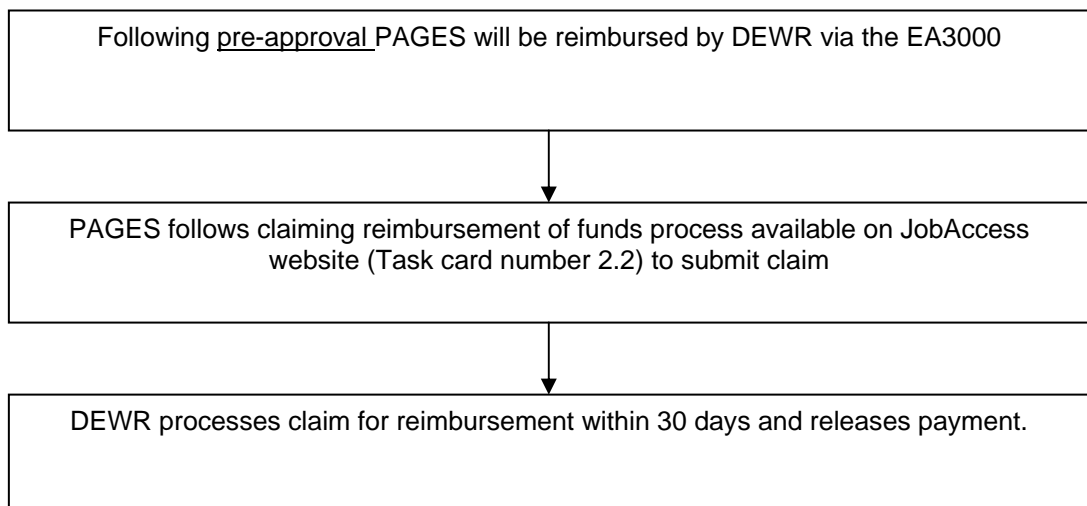 Following pre-approval PAGES will be reimbursed by DEWR via the EA3000
PAGES follows claiming reimbursement of funds process available on JobAccess
website (Task card number 2.2) to submit claim
DEWR processes claim for reimbursement within 30 days and releases payment.